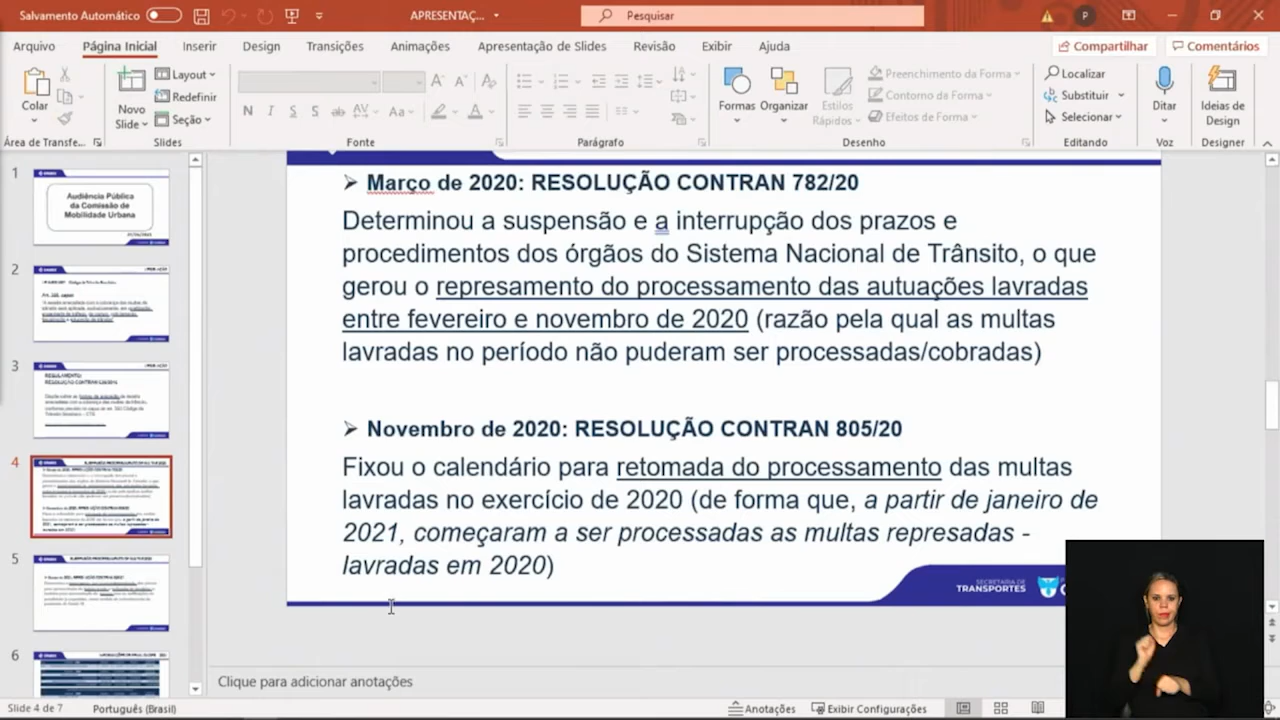 Salvamento Automático
APRESENTAÇ...
Pesquisar
P
Arquivo
Página Inicial
Inserir
Design
Transições
Animações
Apresentação de Slides
Revisão
Exibir
Ajuda
Compartilhar
Comentários
Colar
Novo
Slide
Layout
Redefinir
Seção
Formas
Organizar
Estilos
Rápidos
Preenchimento da Forma
Contorno da Forma
Efeitos de Forma
Localizar
Substituir
Selecionar
Ditar
Ideias de
Design
Área de Transfe...
Slides
Fonte
Parágrafo
Desenho
Editando
Voz
Designer
1
Audiência Pública
da Comissão de
Mobilidade Urbana
2
3
4
5
6
Março de 2020: RESOLUÇÃO CONTRAN 782/20
Determinou a suspensão e a interrupção dos prazos e
procedimentos dos órgãos do Sistema Nacional de Trânsito, o que
gerou o represamento do processamento das autuações lavradas
entre fevereiro e novembro de 2020 (razão pela qual as multas
lavradas no período não puderam ser processadas/cobradas)
Novembro de 2020: RESOLUÇÃO CONTRAN 805/20
Fixou o calendário para retomada do processamento das multas
lavradas no exercício de 2020 (de forma que, a partir de janeiro de
2021, começaram a ser processadas as multas represadas -
lavradas em 2020)
SECRETARIA DE
TRANSPORTES
Clique para adicionar anotações
Slide 4 de 7
Português (Brasil)
Anotações
Exibir Configurações